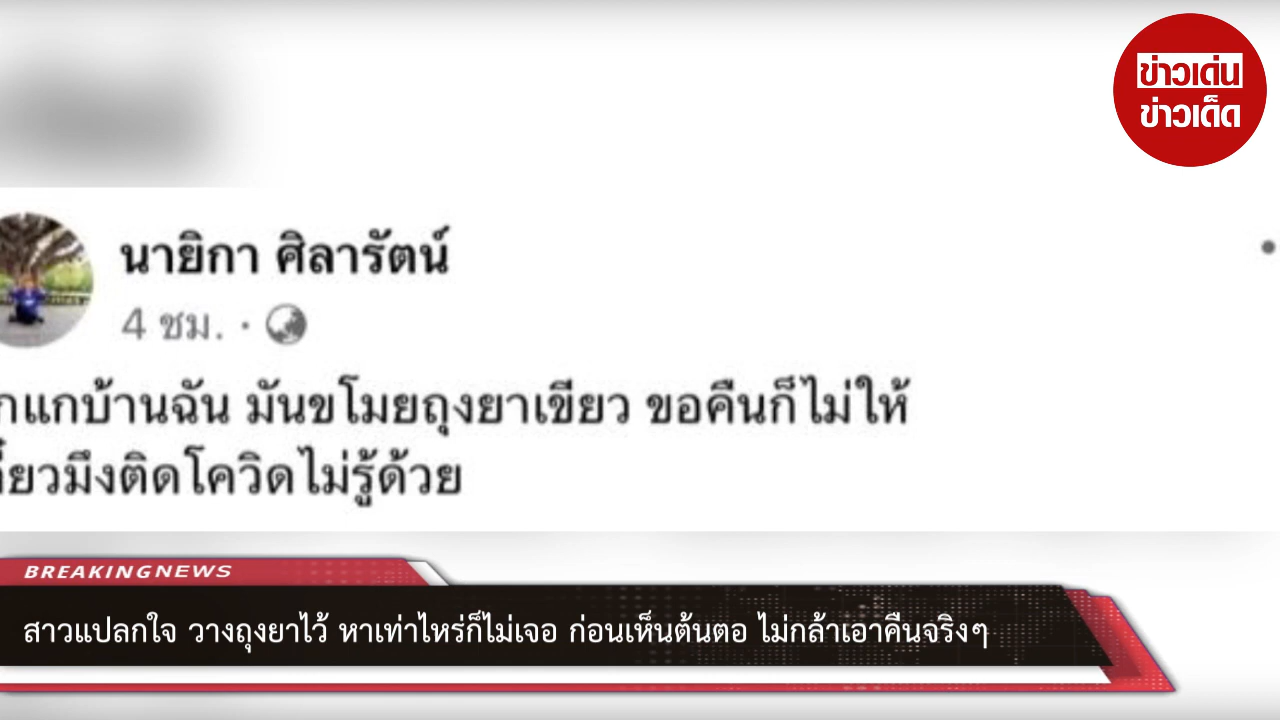 ข่าวเด่น
ข่าวเด็ด
นายิกา ศิลารัตน์
4 ชม. ·
กแกบ้านฉัน มันขโมยถุงยาเขียว ขอคืนก็ไม่ให้
ี๋ยวมึงติดโควิดไม่รู้ด้วย
BREAKINGNEWS
สาวแปลกใจ วางถุงยาไว้ หาเท่าไหร่ก็ไม่เจอ ก่อนเห็นต้นตอ ไม่กล้าเอาคืนจริงๆ